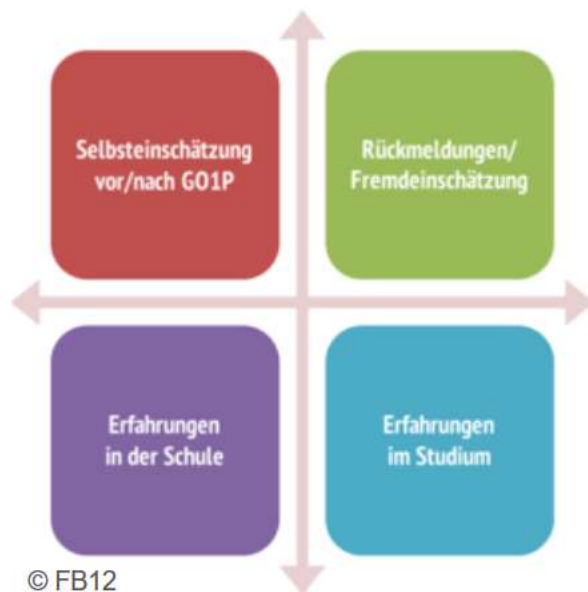 Selbsteinschätzung
vor/nach GO1P
Rückmeldungen/
Fremdeinschätzung
Erfahrungen
in der Schule
Erfahrungen
im Studium
© FB12